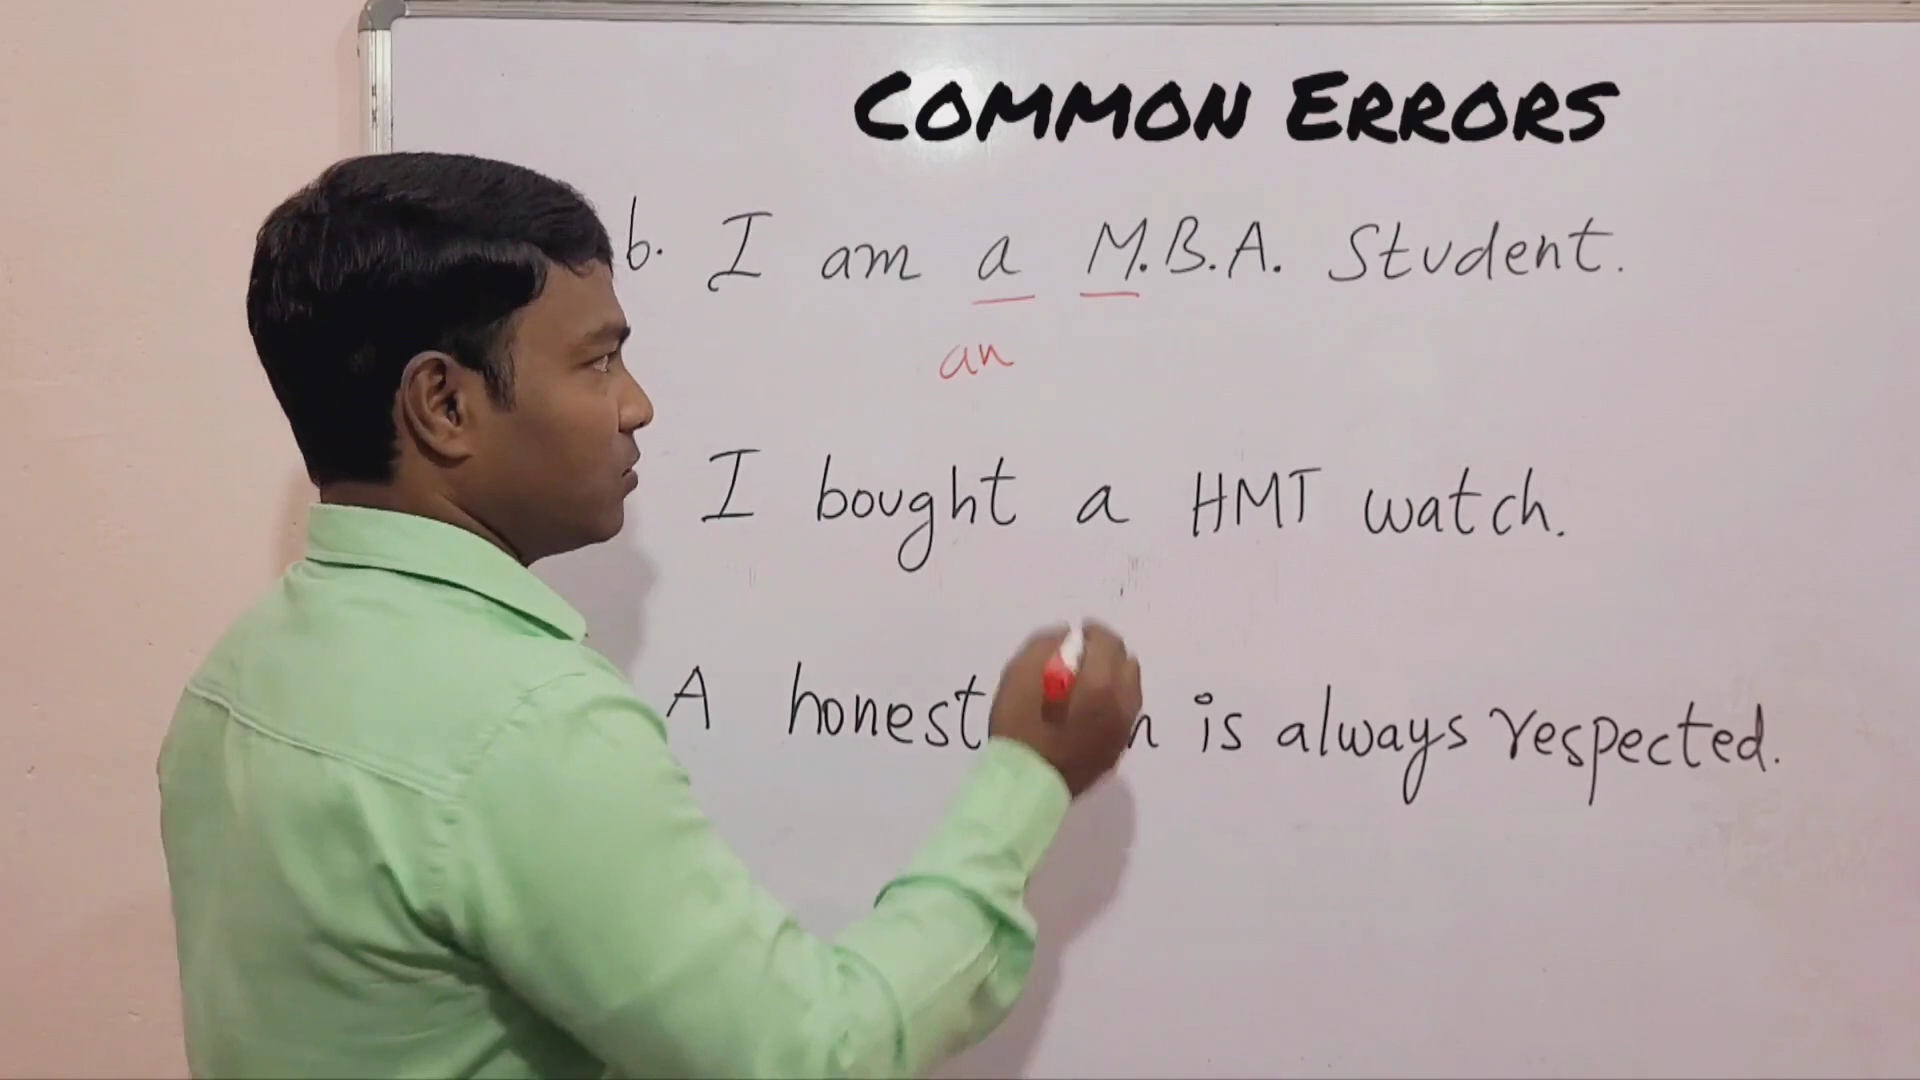 COMMON ERRORS
b. I am a M.B.A. Student.
an
I bought a HMT watch.
A honest is always respected.